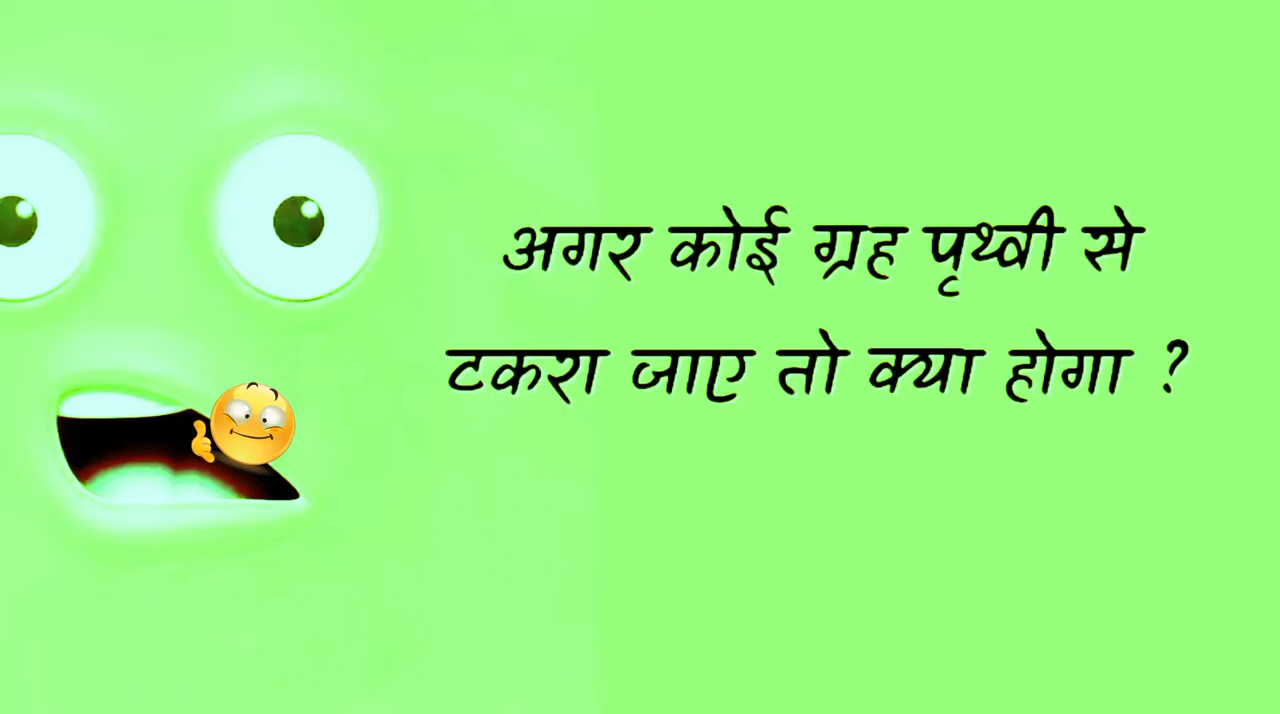 अगर कोई ग्रह पृथ्वी से
टकरा जाए तो क्या होगा ?